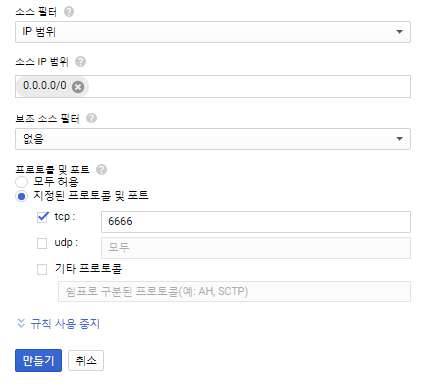 소스 필터
IP 범위
소스 IP 범위
0.0.0.0/0
보조 소스 필터
없음
프로토콜 및 포트
모두 허용
지정된 프로토콜 및 포트
tcp : 6666
udp : 모두
기타 프로토콜
쉼표로 구분된 프로토콜(예: AH, SCTP)
규칙 사용 중지
만들기 취소